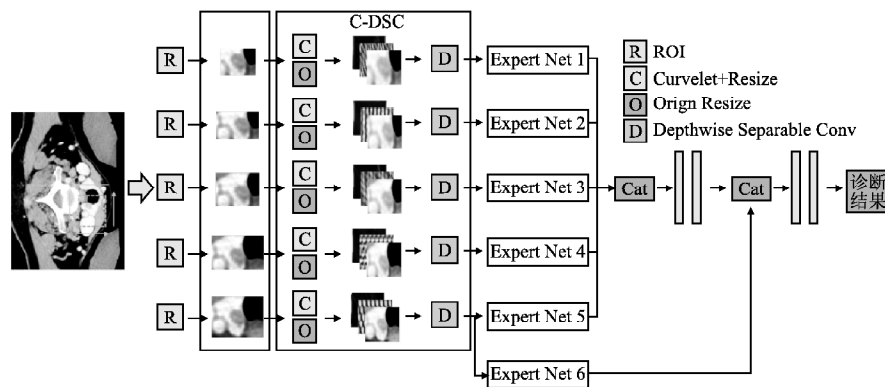 C-DSC
R
C
O
D
Expert Net 1
R
C
O
D
Expert Net 2
R
C
O
D
Expert Net 3
R
C
O
D
Expert Net 4
R
C
O
D
Expert Net 5
Expert Net 6
Cat
Cat
诊断
结果
R ROI
C Curvelet+Resize
O Orign Resize
D Depthwise Separable Conv